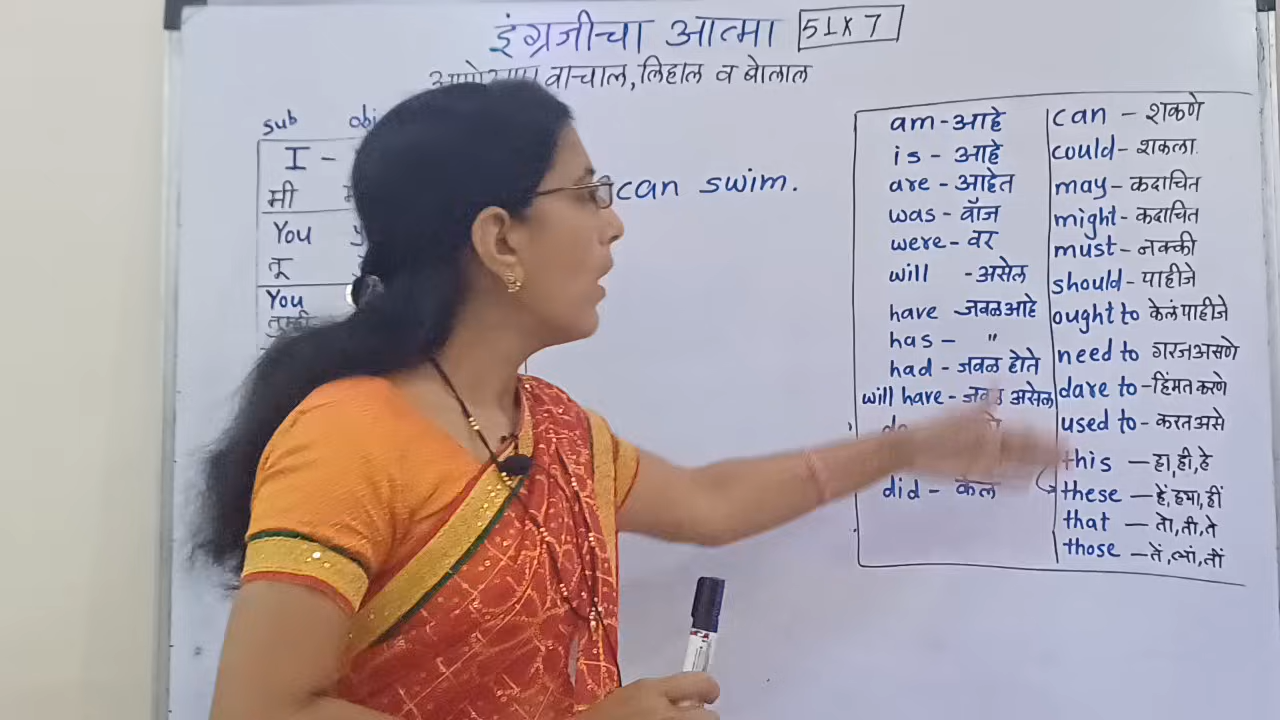 इंग्रजीचा आत्मा 51x7
वाचाल, लिहाल व बोलाल
sub obj
I -
मी
You
तू
You
can swim.
am - आहे
is - आहे
are - आहेत
was - वॉज
were - वर
will - असेल
have - जवळ आहे
has - "
had - जवळ होते
will have - जवळ असेल
did - केल
can - शकणे
could - शकला
may - कदाचित
might - कदाचित
must - नक्की
should - पाहीजे
ought to केलं पाहीजे
need to गरज असणे
dare to - हिंमत करणे
used to - करत असे
this - हा, ही, हे
these - हें, ह्या, हीं
that - तो, ती, ते
those - तें, त्यां, तीं